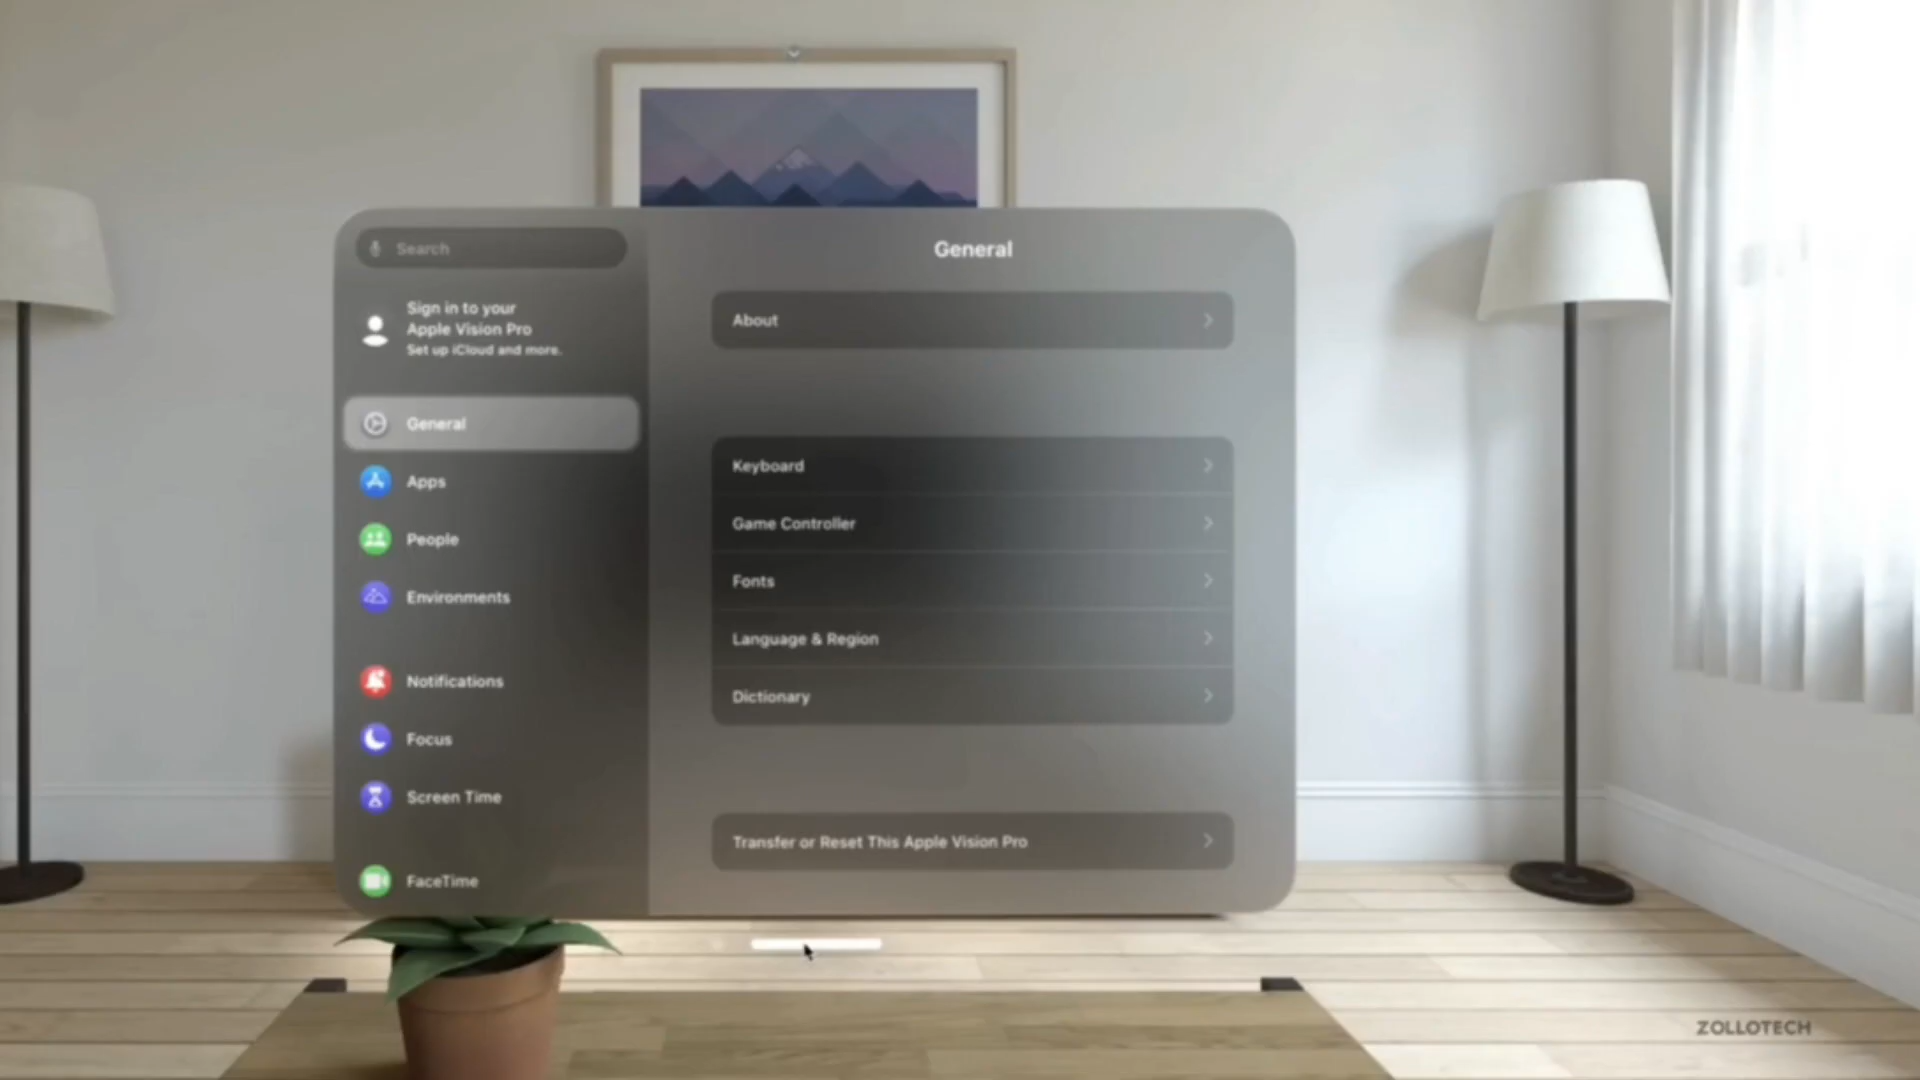 Search
Sign in to your
Apple Vision Pro
Set up iCloud and more.
General
Apps
People
Environments
Notifications
Focus
Screen Time
FaceTime
General
About
Keyboard
Game Controller
Fonts
Language & Region
Dictionary
Transfer or Reset This Apple Vision Pro
ZOLLOTECH